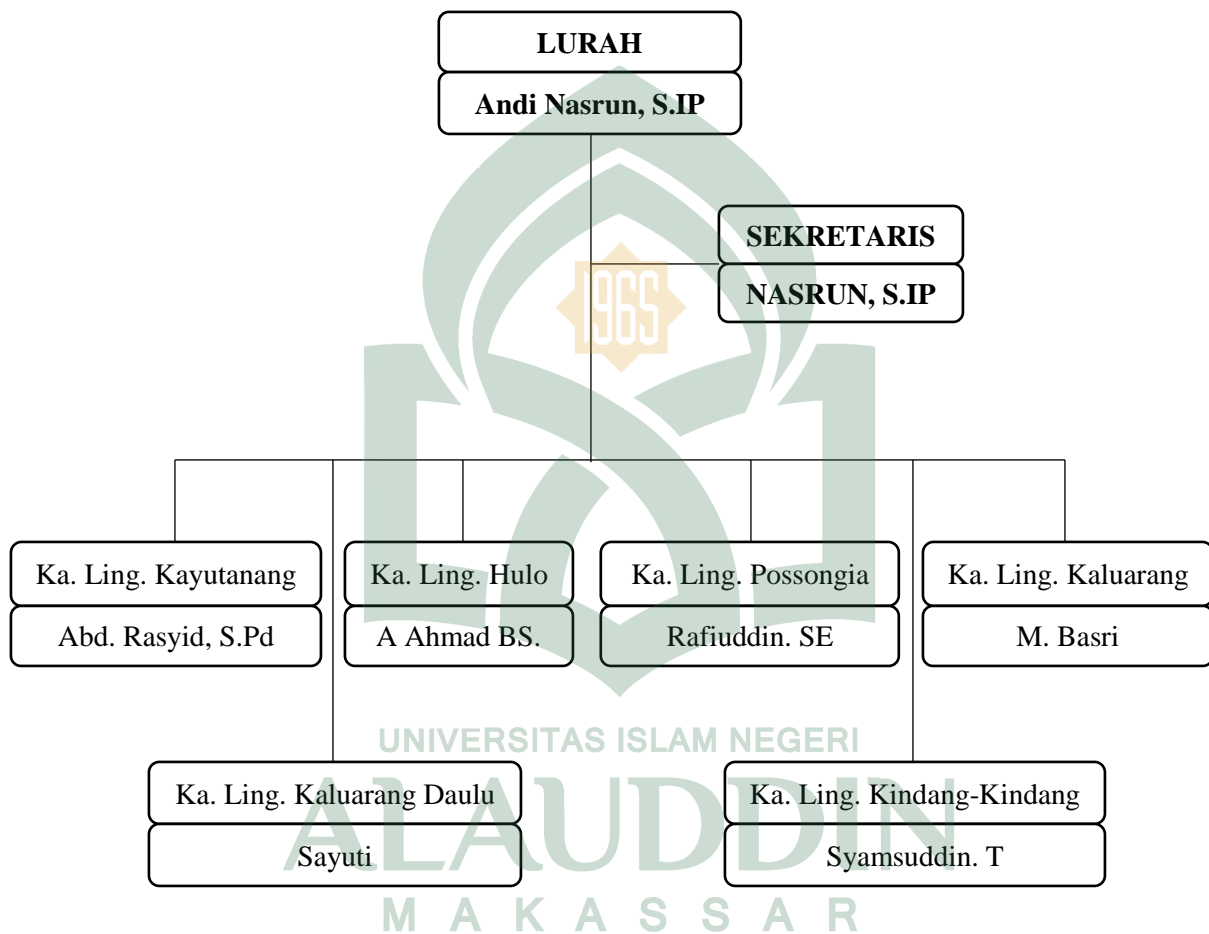 LURAH
Andi Nasrun, S.IP
SEKRETARIS
NASRUN, S.IP
1965
Ka. Ling. Kayutanang
Abd. Rasyid, S.Pd
Ka. Ling. Hulo
A Ahmad BS.
Ka. Ling. Possongia
Rafiuddin. SE
Ka. Ling. Kaluarang
M. Basri
UNIVERSITAS ISLAM NEGERI
Ka. Ling. Kaluarang Daulu
Sayuti
Ka. Ling. Kindang-Kindang
Syamsuddin. T
ALAUDDIN
MAKASSAR